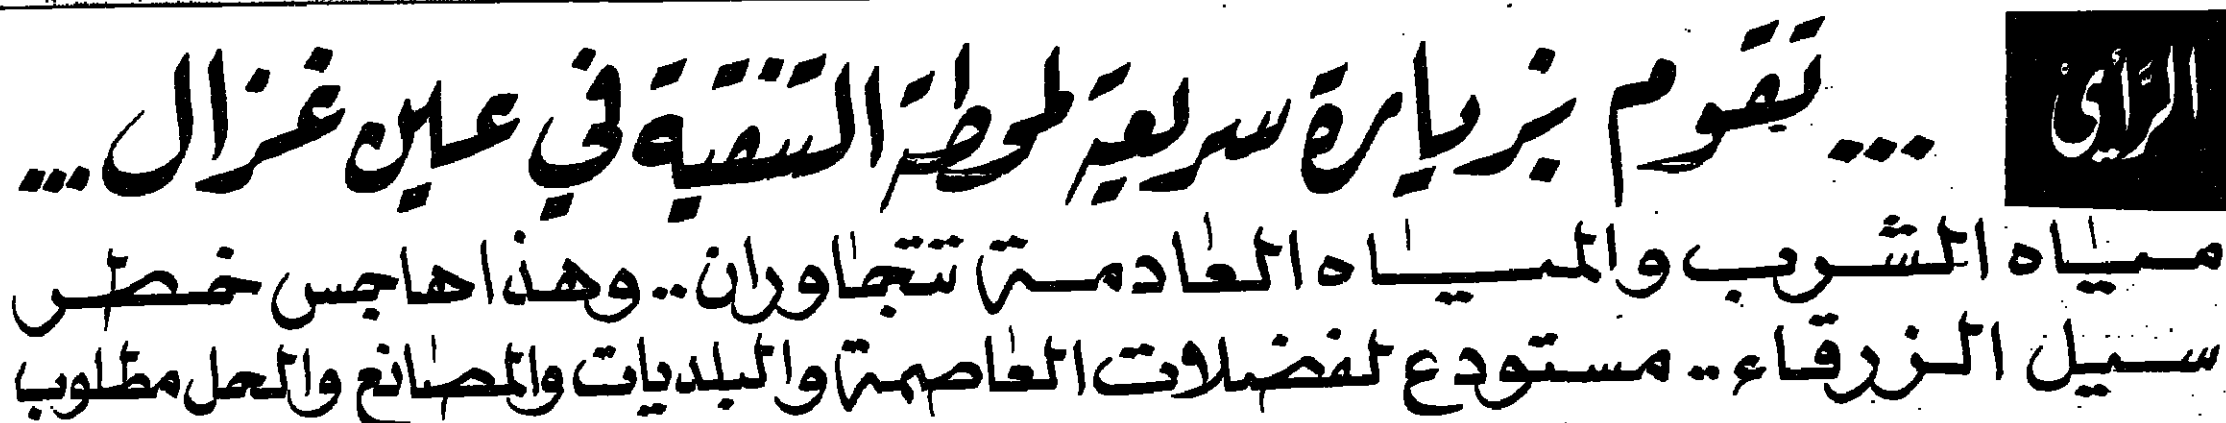 الرأي ... تقوم بزيارة سريعة لمحطة التنقية في عين غزال ...
مياه الشرب والمياه العادمة تتجاوران .. وهذا هاجس خطر
سيل الزرقاء .. مستودع لفضلات العاصمة والبلديات والمصانع والحل مطلوب